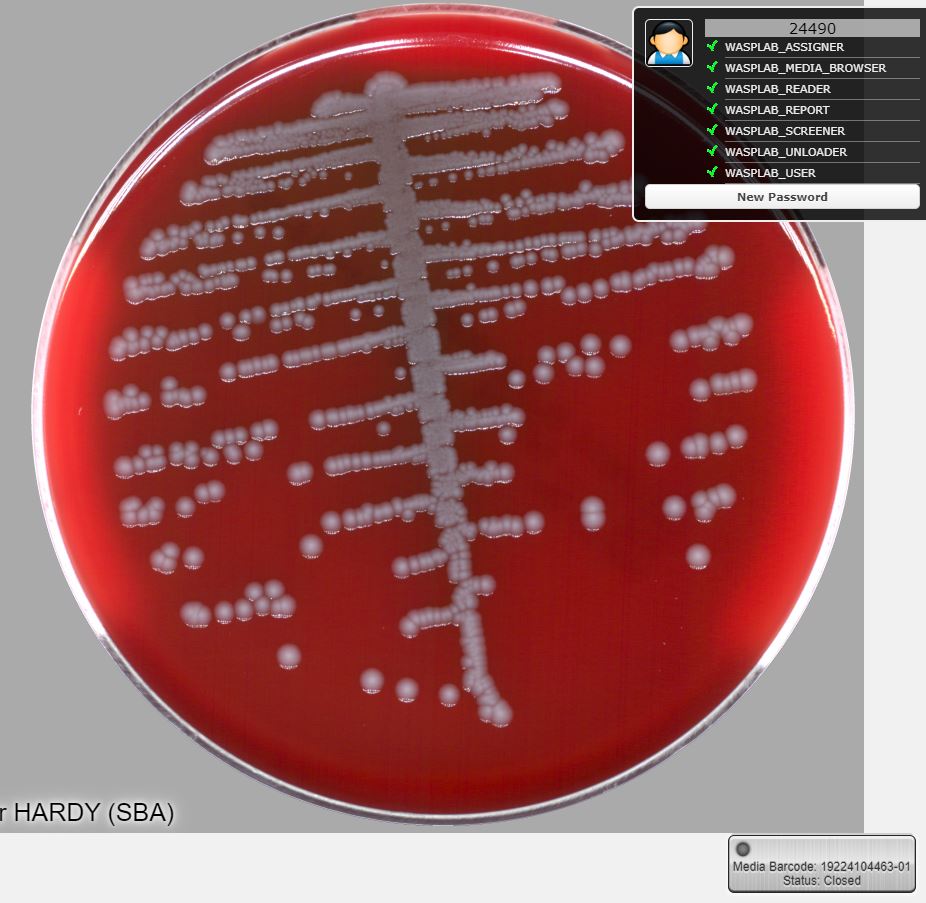 24490
WASPLAB_ASSIGNER
WASPLAB_MEDIA_BROWSER
WASPLAB_READER
WASPLAB_REPORT
WASPLAB_SCREENER
WASPLAB_UNLOADER
WASPLAB_USER
New Password
r HARDY (SBA)
Media Barcode: 19224104463-01
Status: Closed